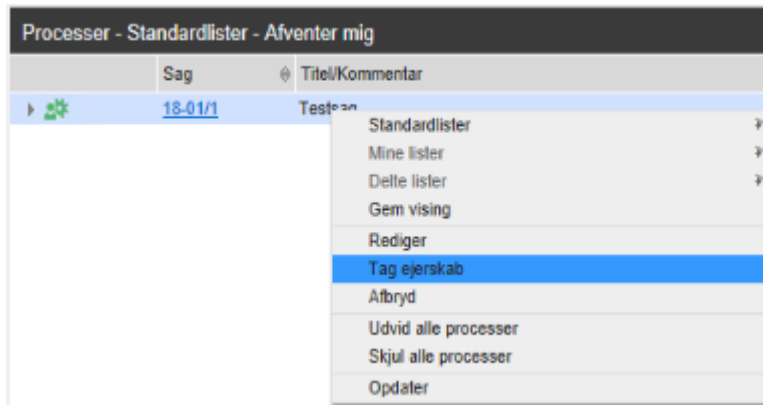 Processer - Standardlister - Afventer mig
Sag Titel/Kommentar
18-01/1 Testsag
Standardlister
Mine lister
Delte lister
Gem vising
Rediger
Tag ejerskab
Afbryd
Udvid alle processer
Skjul alle processer
Opdater